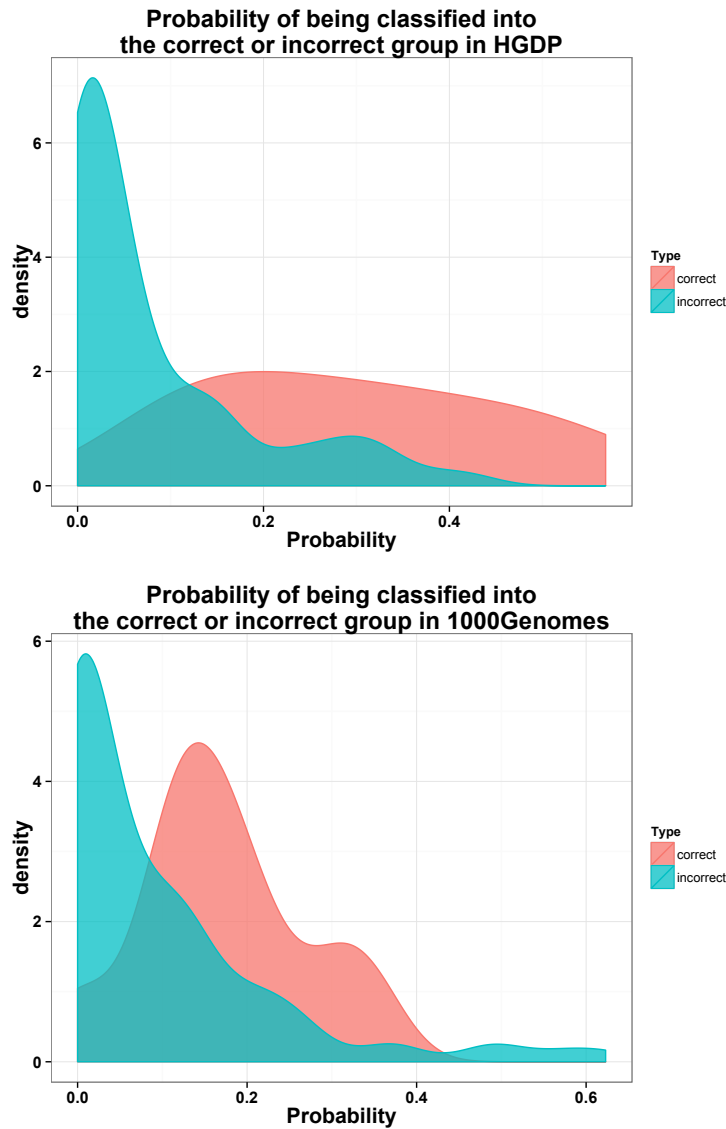 Probability of being classified into
the correct or incorrect group in HGDP
density
6
4
2
0
0.0 0.2 0.4
Probability
Type
correct
incorrect
Probability of being classified into
the correct or incorrect group in 1000Genomes
density
6
4
2
0
0.0 0.2 0.4 0.6
Probability
Type
correct
incorrect